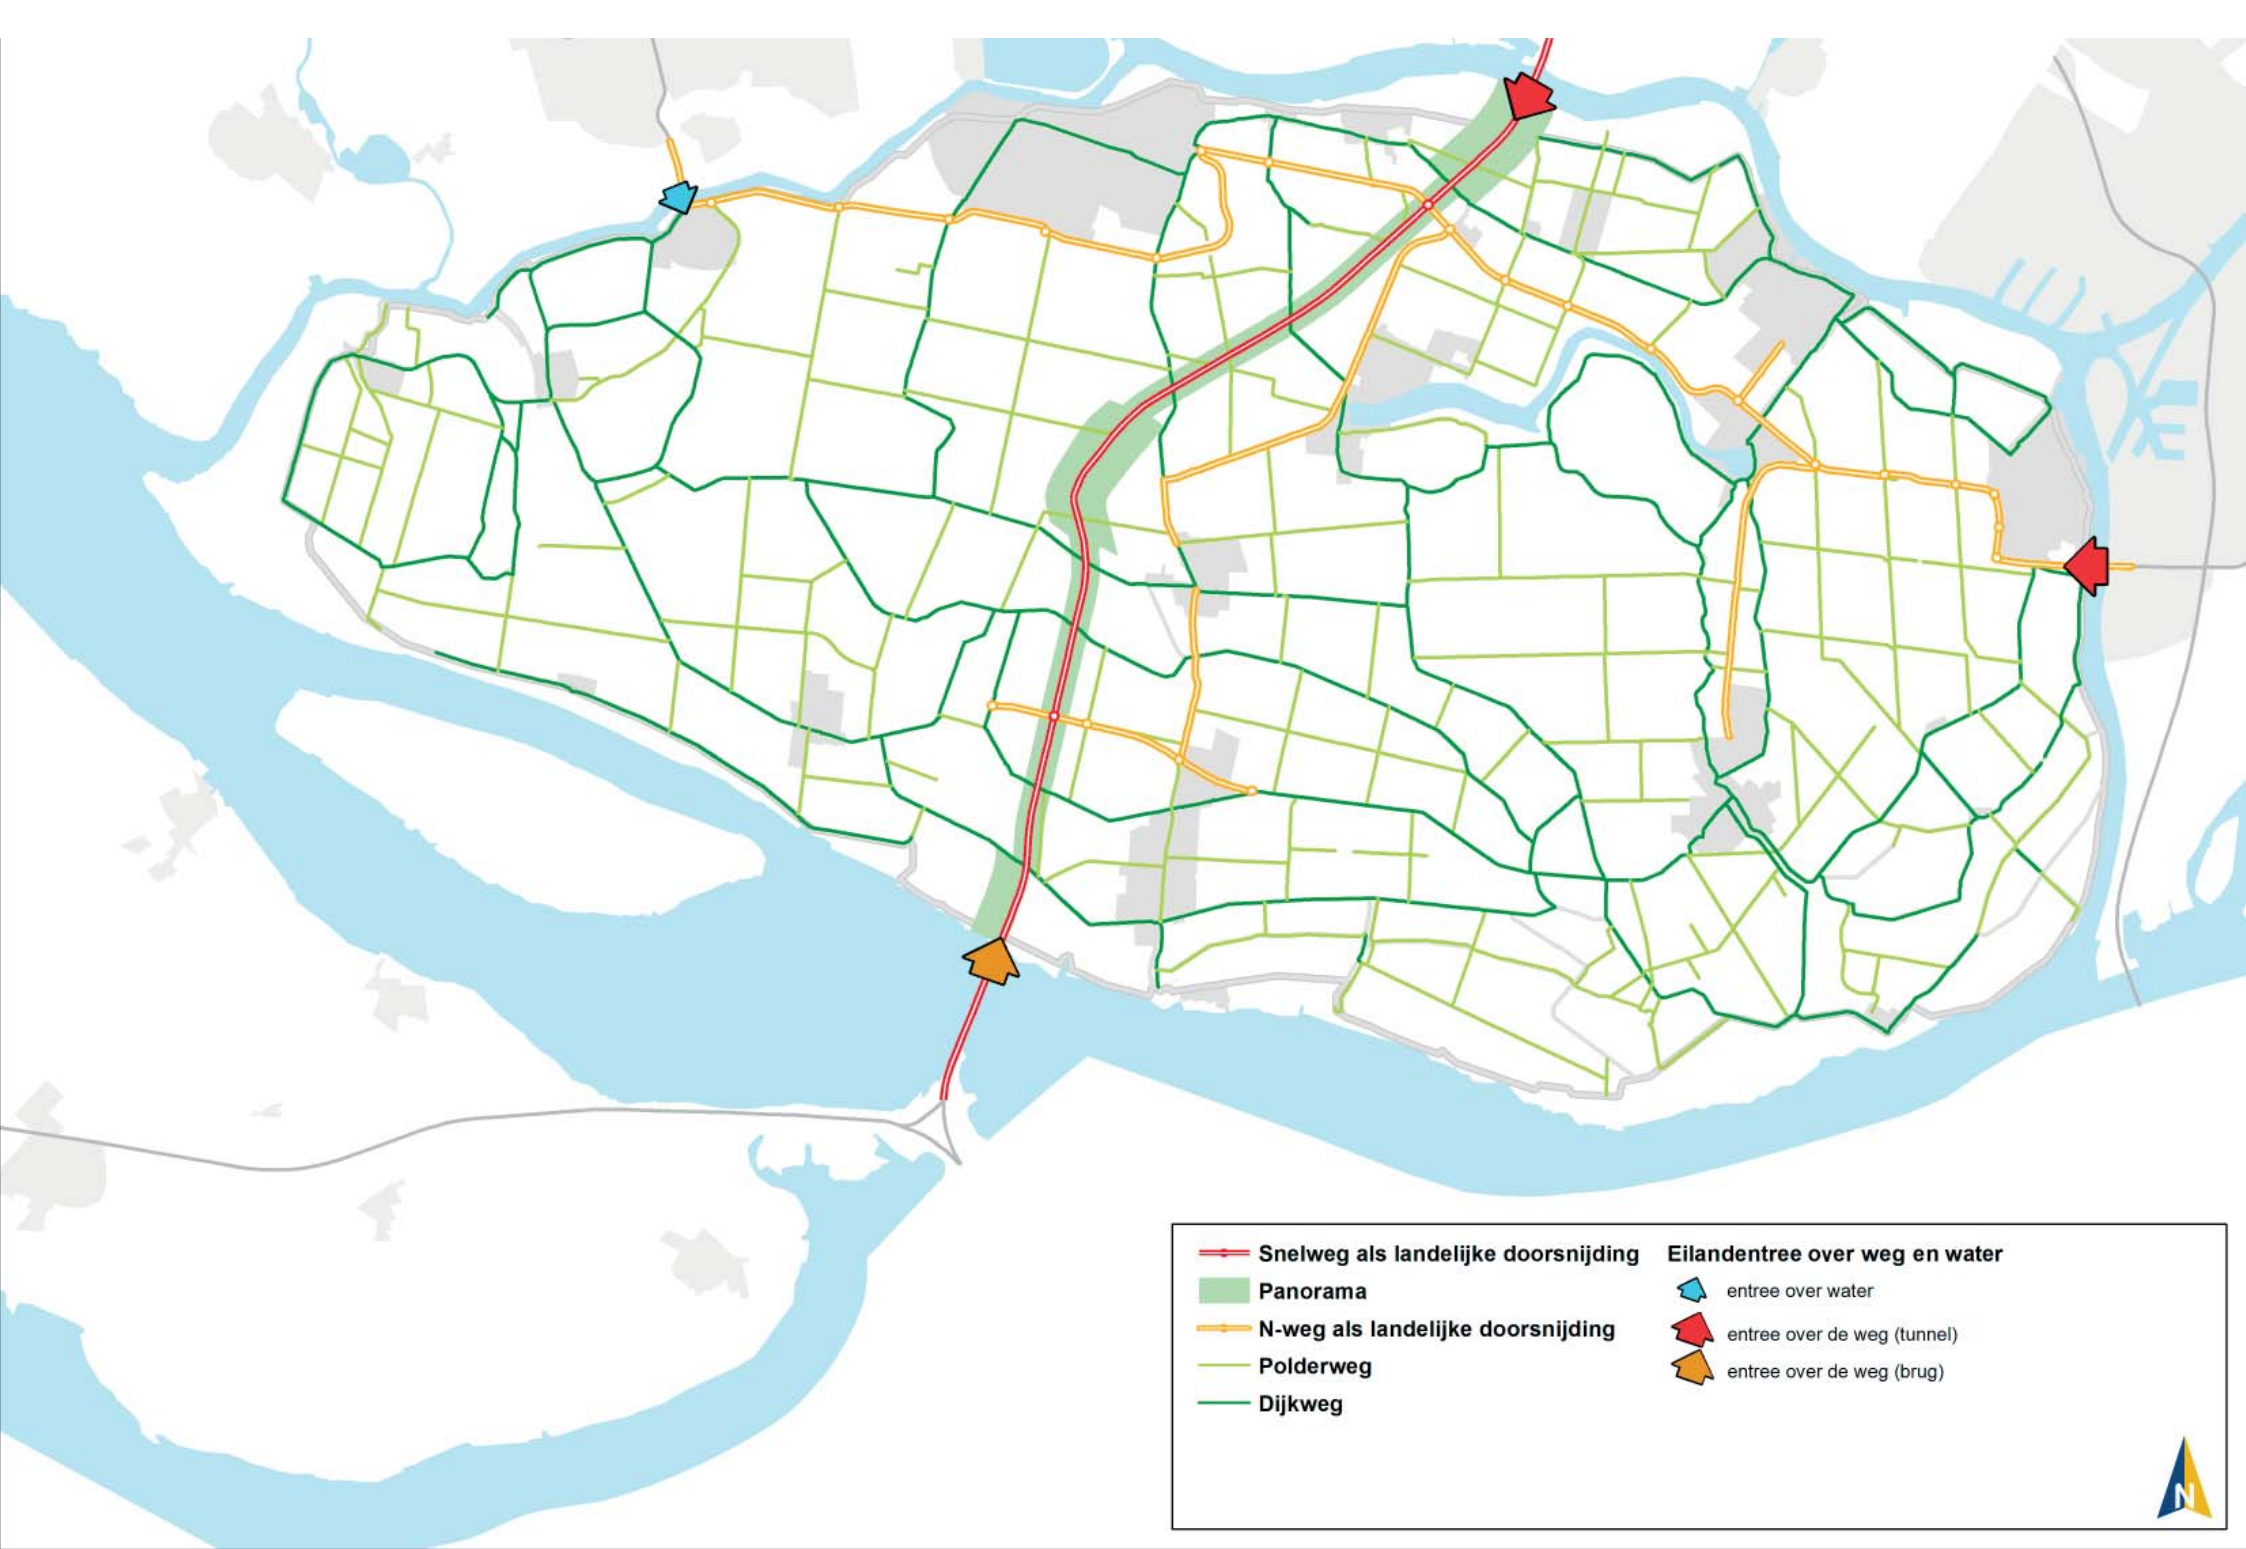 Snelweg als landelijke doorsnijding
Panorama
N-weg als landelijke doorsnijding
Polderweg
Dijkweg
Eilandentree over weg en water
entree over water
entree over de weg (tunnel)
entree over de weg (brug)
N